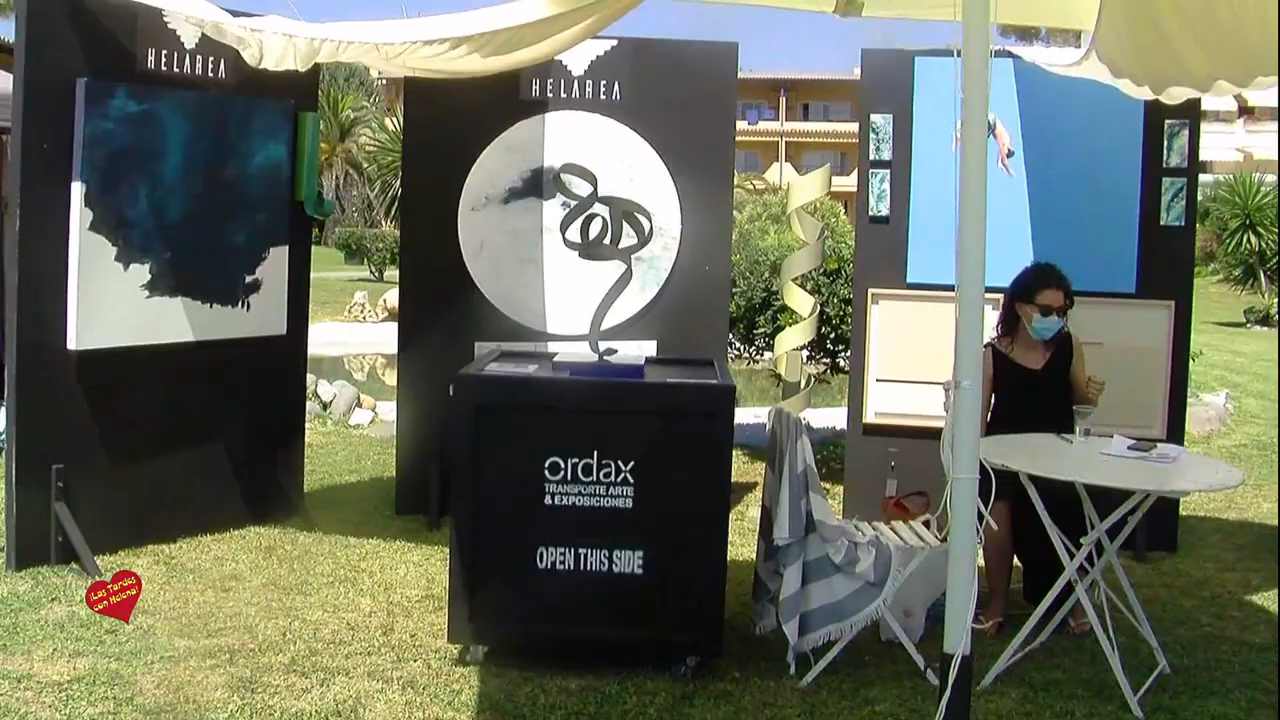 HELAREA
HELAREA
ordax
TRANSPORTE ARTE
& EXPOSICIONES
OPEN THIS SIDE
¡Las Tardes
con Helena!